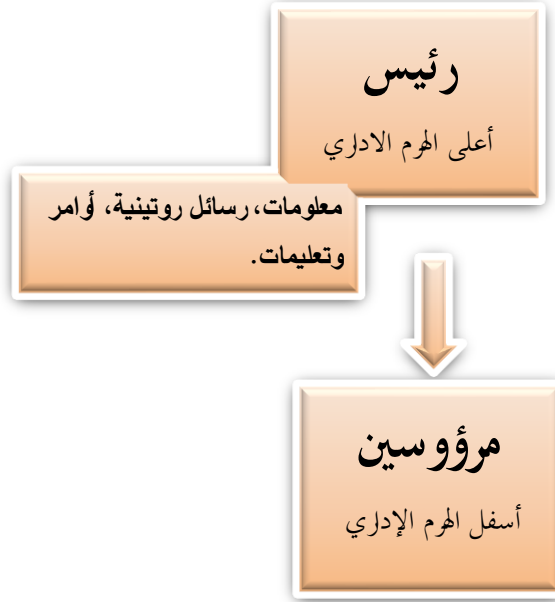 رئيس
أعلى الهرم الاداري
معلومات، رسائل روتينية، أوامر
وتعليمات.
مرؤوسين
أسفل الهرم الإداري